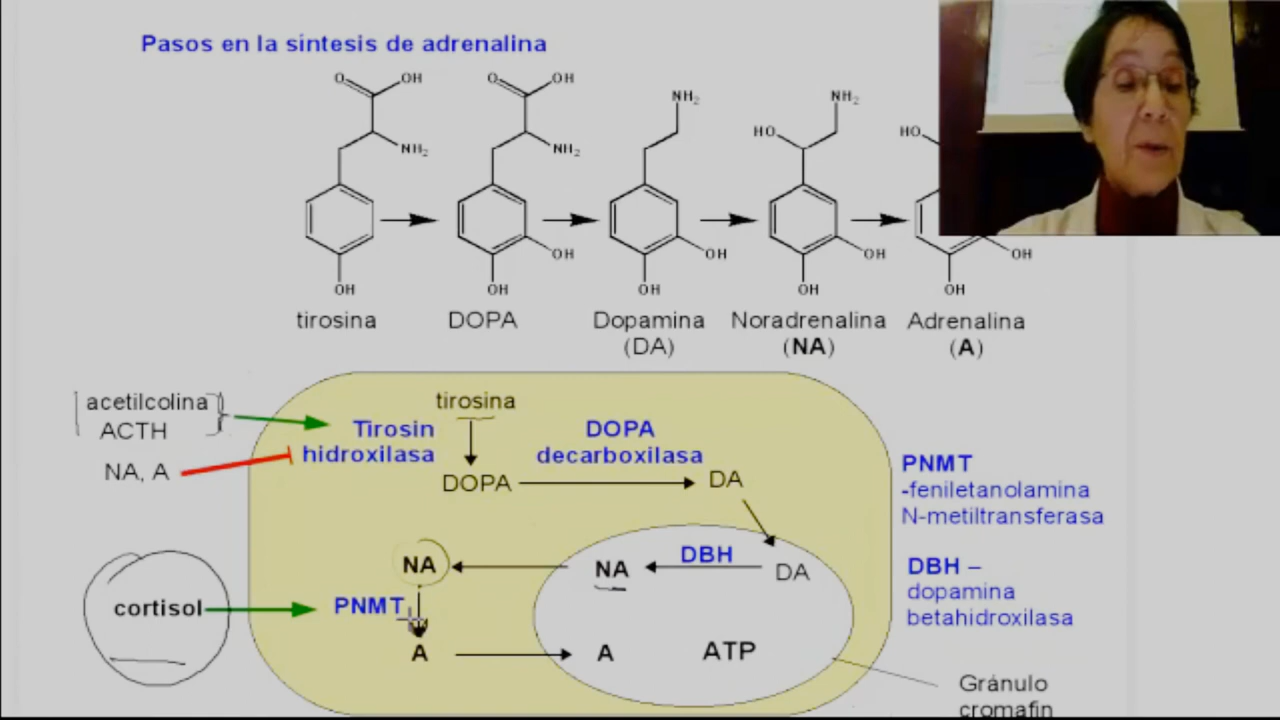 Pasos en la síntesis de adrenalina
O OH
NH₂
OH
O OH
NH₂
OH
OH
NH₂
OH
OH
HO NH₂
OH
OH
HO
OH
OH
tirosina DOPA Dopamina Noradrenalina Adrenalina
(DA) (NA) (A)
acetilcolina
ACTH
NA, A
cortisol
tirosina
Tirosin
hidroxilasa
DOPA
decarboxilasa
DOPA DA
DBH
NA NA DA
PNMT
A A ATP
PNMT
-feniletanolamina
N-metiltransferasa
DBH –
dopamina
betahidroxilasa
Gránulo
cromafin